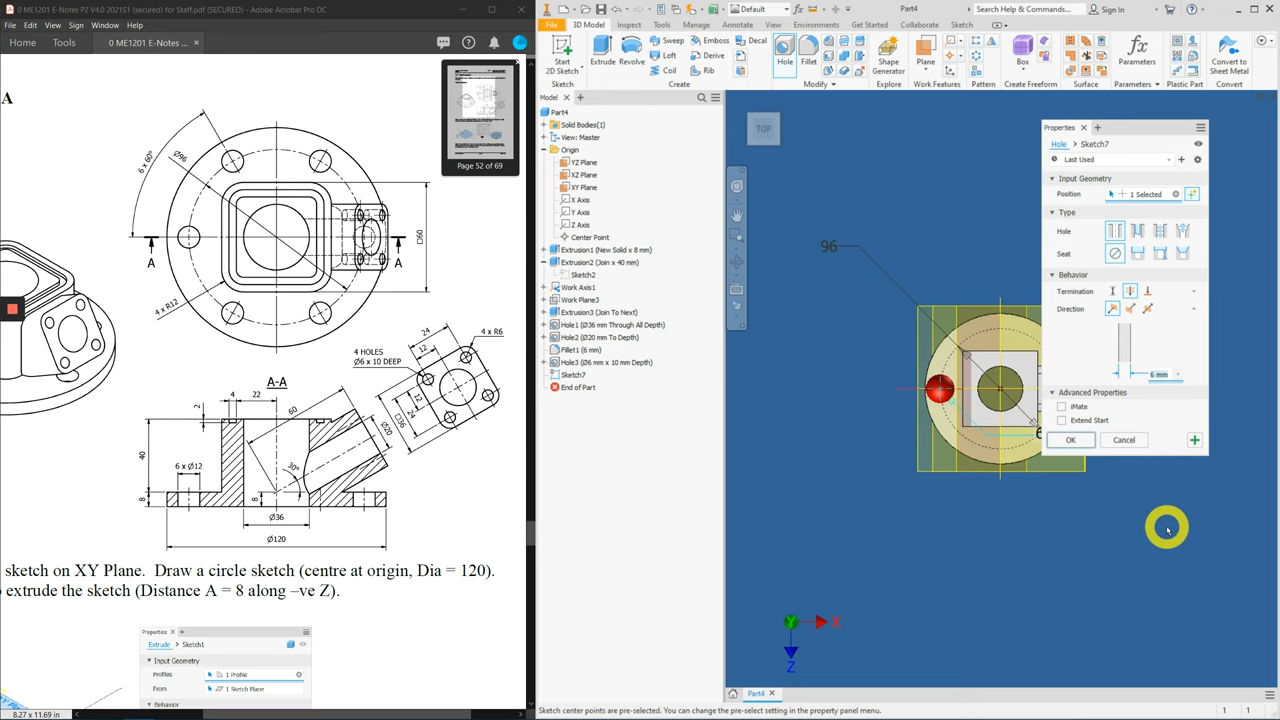 0 ME1201 E-Notes P2 V4.0 2021S1 (secured) for Staff.pdf (SECURED) - Adobe Acrobat Pro DC
File Edit View Sign Window Help
Home Tools
0 ME1201 E-Notes ...
Page 52 of 69
A
6 x 60°
Ø96
A
A
□60
4 x R12
24
12
4 x R6
4 HOLES
Ø6 x 10 DEEP
12
24
□36
A-A
4
22
2
60
30°
40
6 x Ø12
8
8
Ø36
Ø120
sketch on XY Plane. Draw a circle sketch (centre at origin, Dia = 120).
extrude the sketch (Distance A = 8 along –ve Z).
Properties
Extrude > Sketch1
Input Geometry
Profiles
1 Profile
From
1 Sketch Plane
Behavior
Default
Part4
Search Help & Commands...
Sign In
File 3D Model Inspect Tools Manage Annotate View Environments Get Started Collaborate Sketch
Start 2D Sketch
Extrude
Revolve
Sweep
Loft
Coil
Emboss
Derive
Rib
Decal
Hole
Fillet
Shape Generator
Plane
Box
Parameters
Convert to Sheet Metal
Sketch Create Modify Explore Work Features Pattern Create Freeform Surface Parameters Plastic Part Convert
Model
Part4
Solid Bodies(1)
View: Master
Origin
YZ Plane
XZ Plane
XY Plane
X Axis
Y Axis
Z Axis
Center Point
Extrusion1 (New Solid x 8 mm)
Extrusion2 (Join x 40 mm)
Sketch2
Work Axis1
Work Plane3
Extrusion3 (Join To Next)
Hole1 (Ø36 mm Through All Depth)
Hole2 (Ø20 mm To Depth)
Fillet1 (6 mm)
Hole3 (Ø6 mm x 10 mm Depth)
Sketch7
End of Part
TOP
96
Y
X
Z
Properties
Hole > Sketch7
Last Used
Input Geometry
Position
1 Selected
Type
Hole
Seat
Behavior
Termination
Direction
6 mm
Advanced Properties
iMate
Extend Start
OK
Cancel
Part4
Sketch center points are pre-selected. You can change the pre-select setting in the property panel menu.
1 1